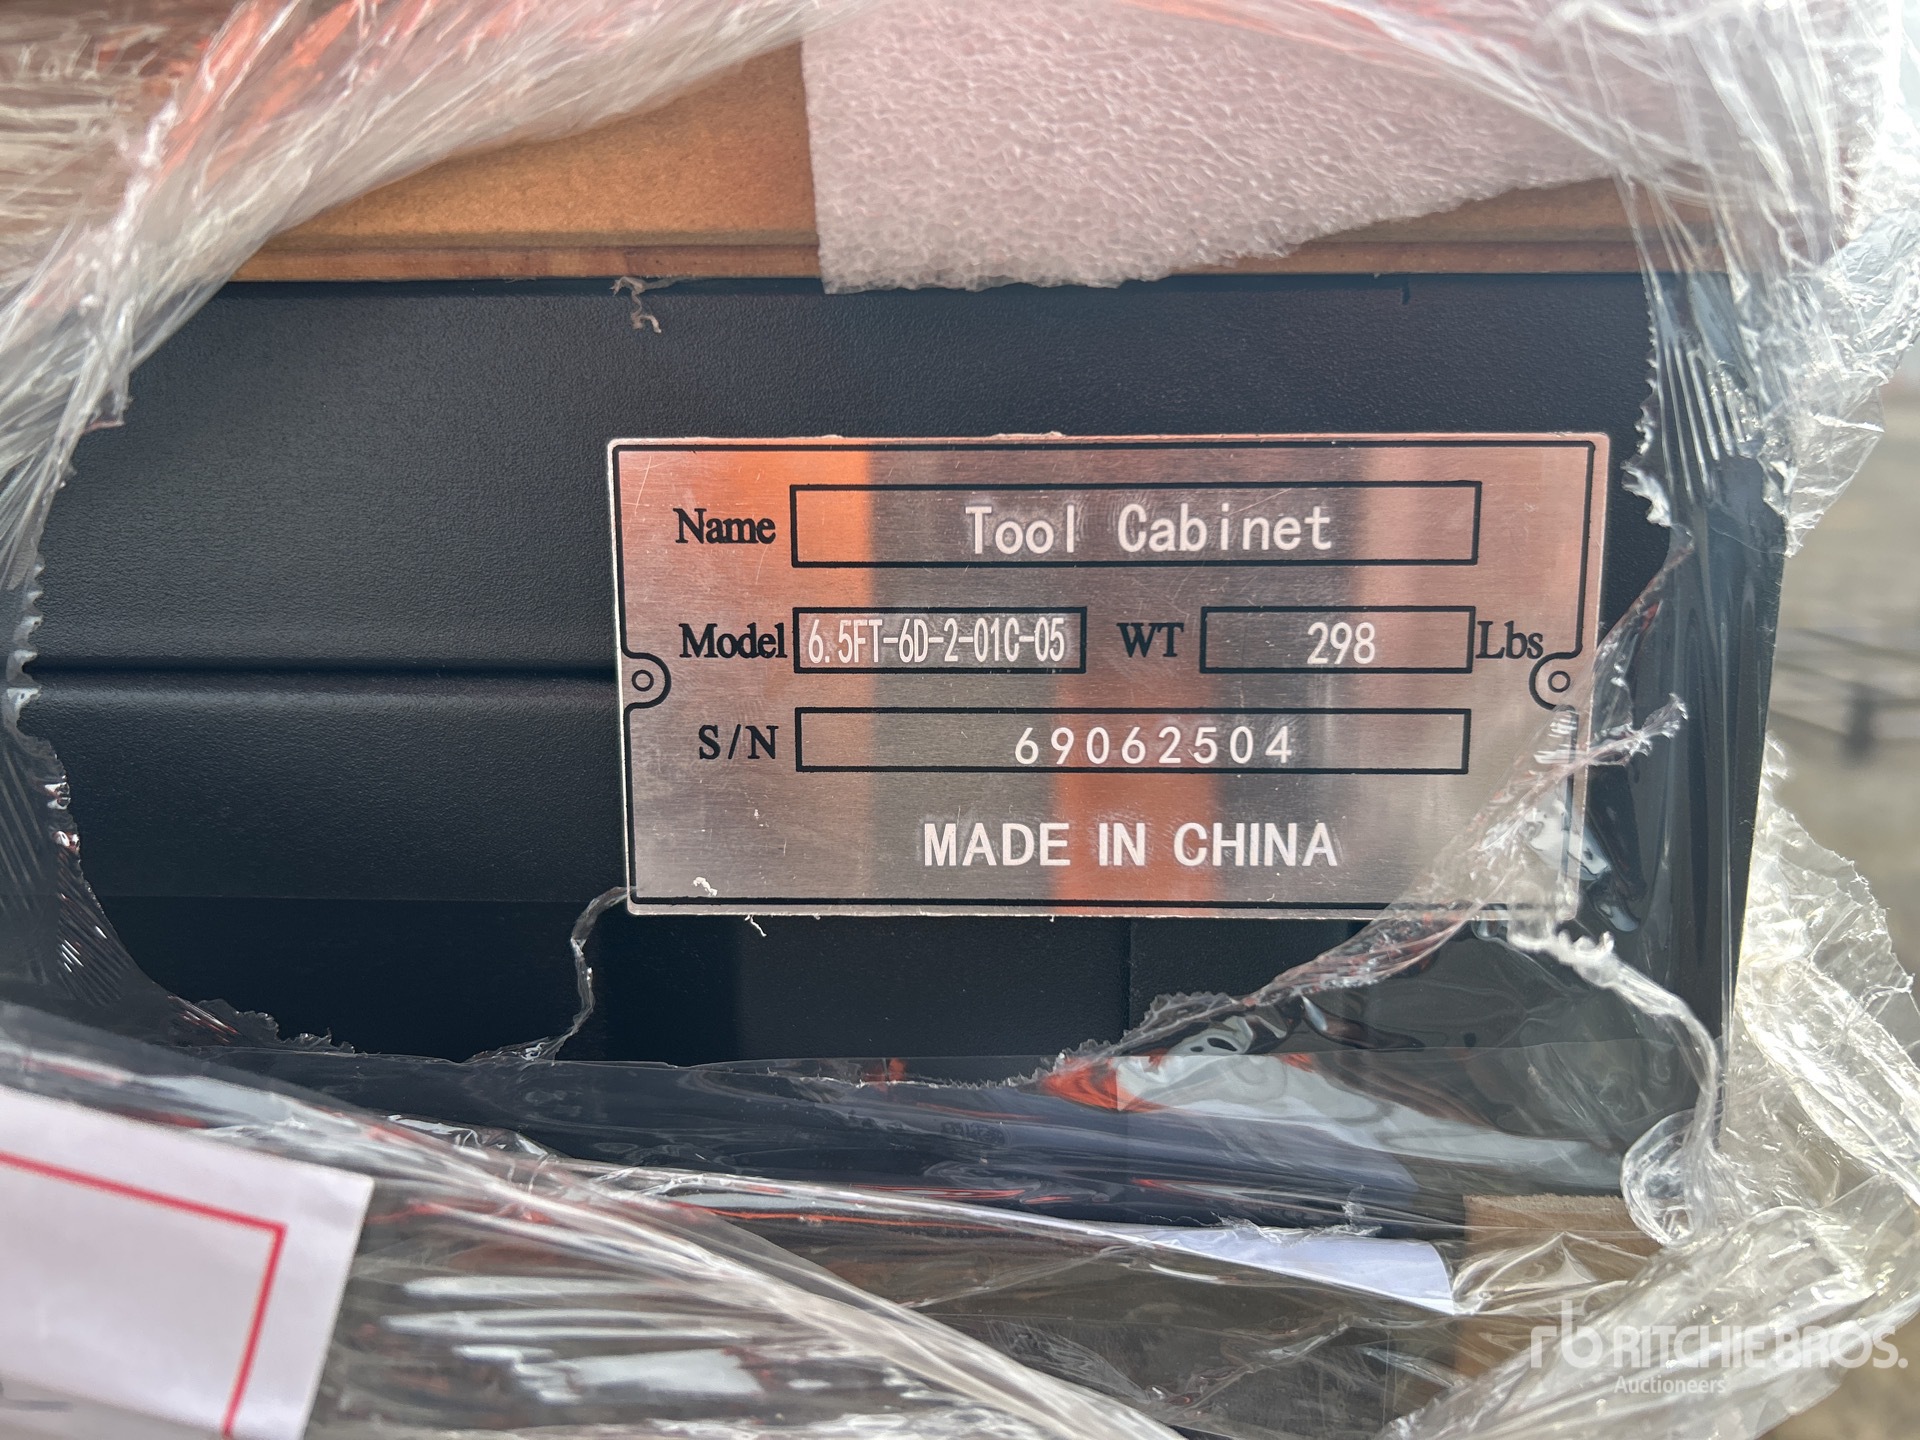 Name Tool Cabinet
Model 6.5FT-6D-2-01C-05 WT 298 Lbs
S/N 69062504
MADE IN CHINA
rb RITCHIE BROS.
Auctioneers